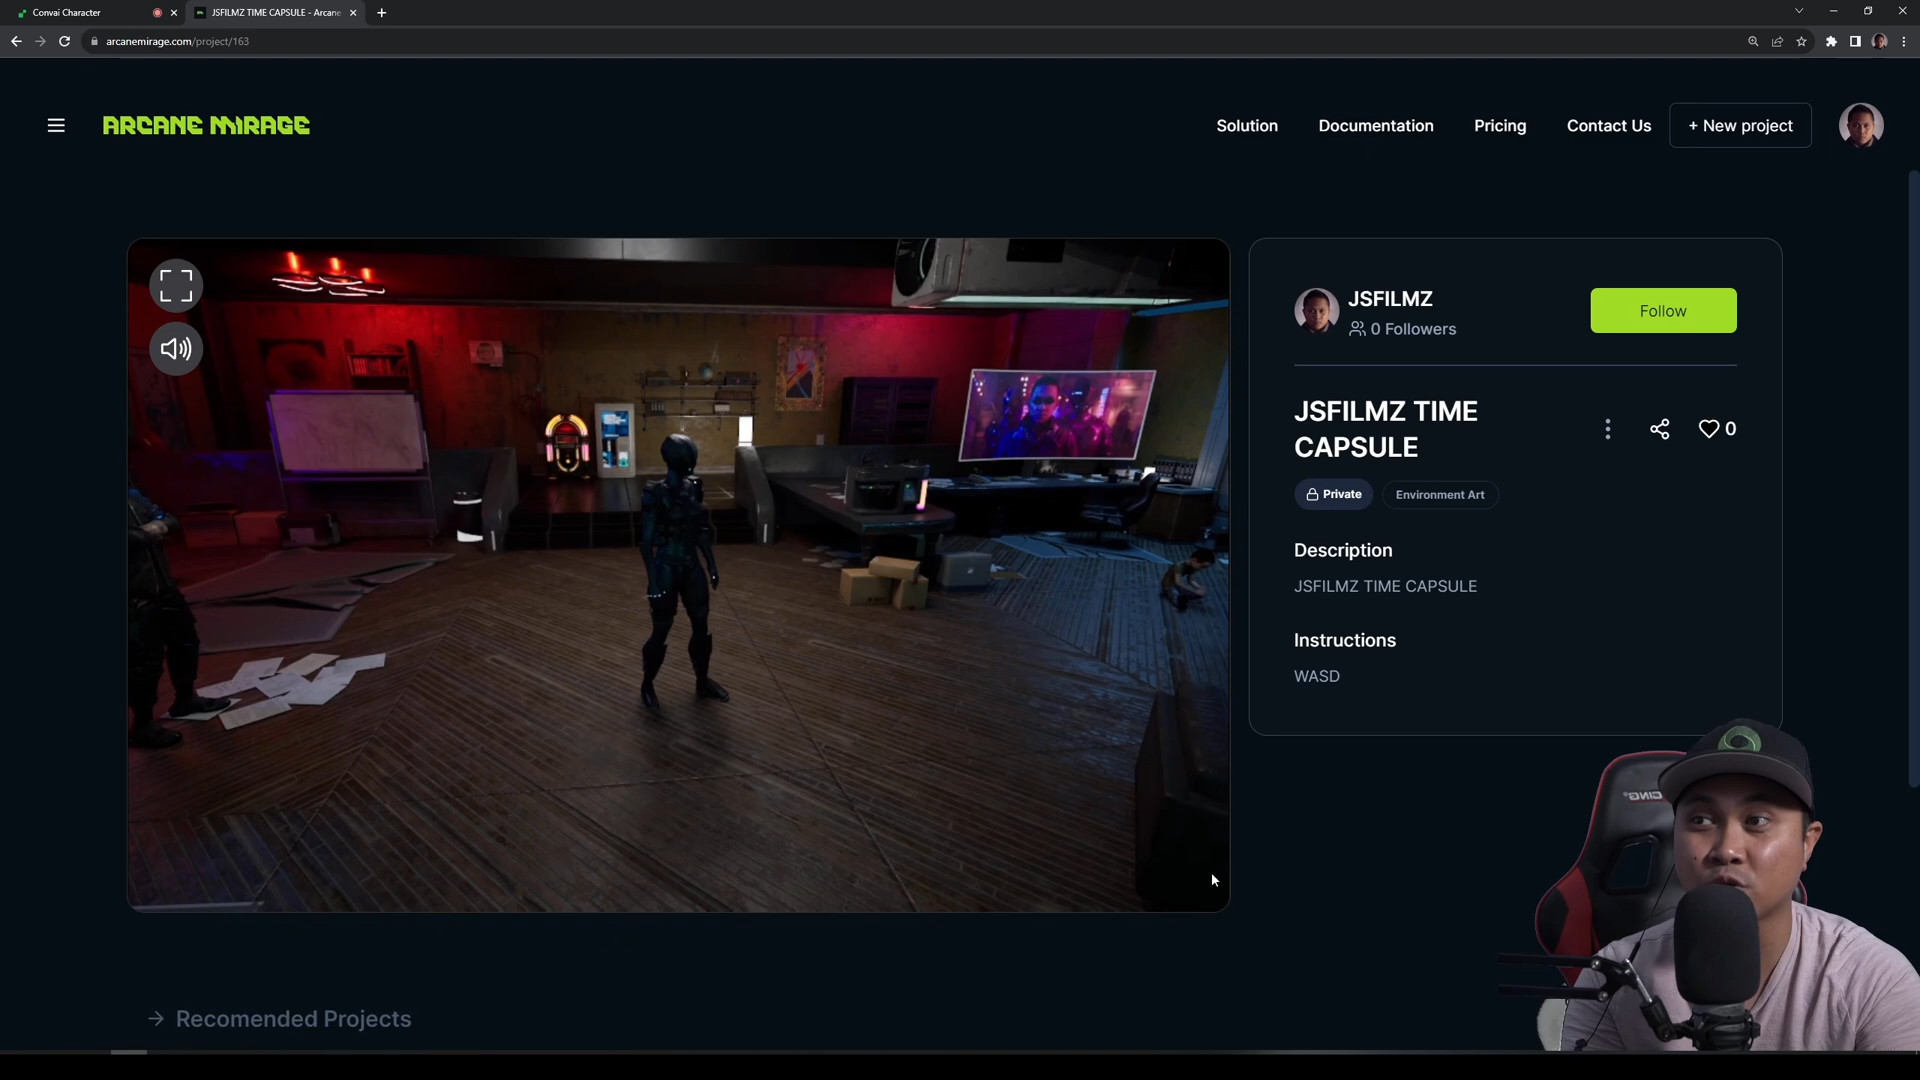 Convai Character
JSFILMZ TIME CAPSULE - Arcane
arcanemirage.com/project/163
ARCANE MIRAGE
Solution
Documentation
Pricing
Contact Us
+ New project
JSFILMZ
0 Followers
Follow
JSFILMZ TIME
CAPSULE
0
Private
Environment Art
Description
JSFILMZ TIME CAPSULE
Instructions
WASD
→ Recomended Projects